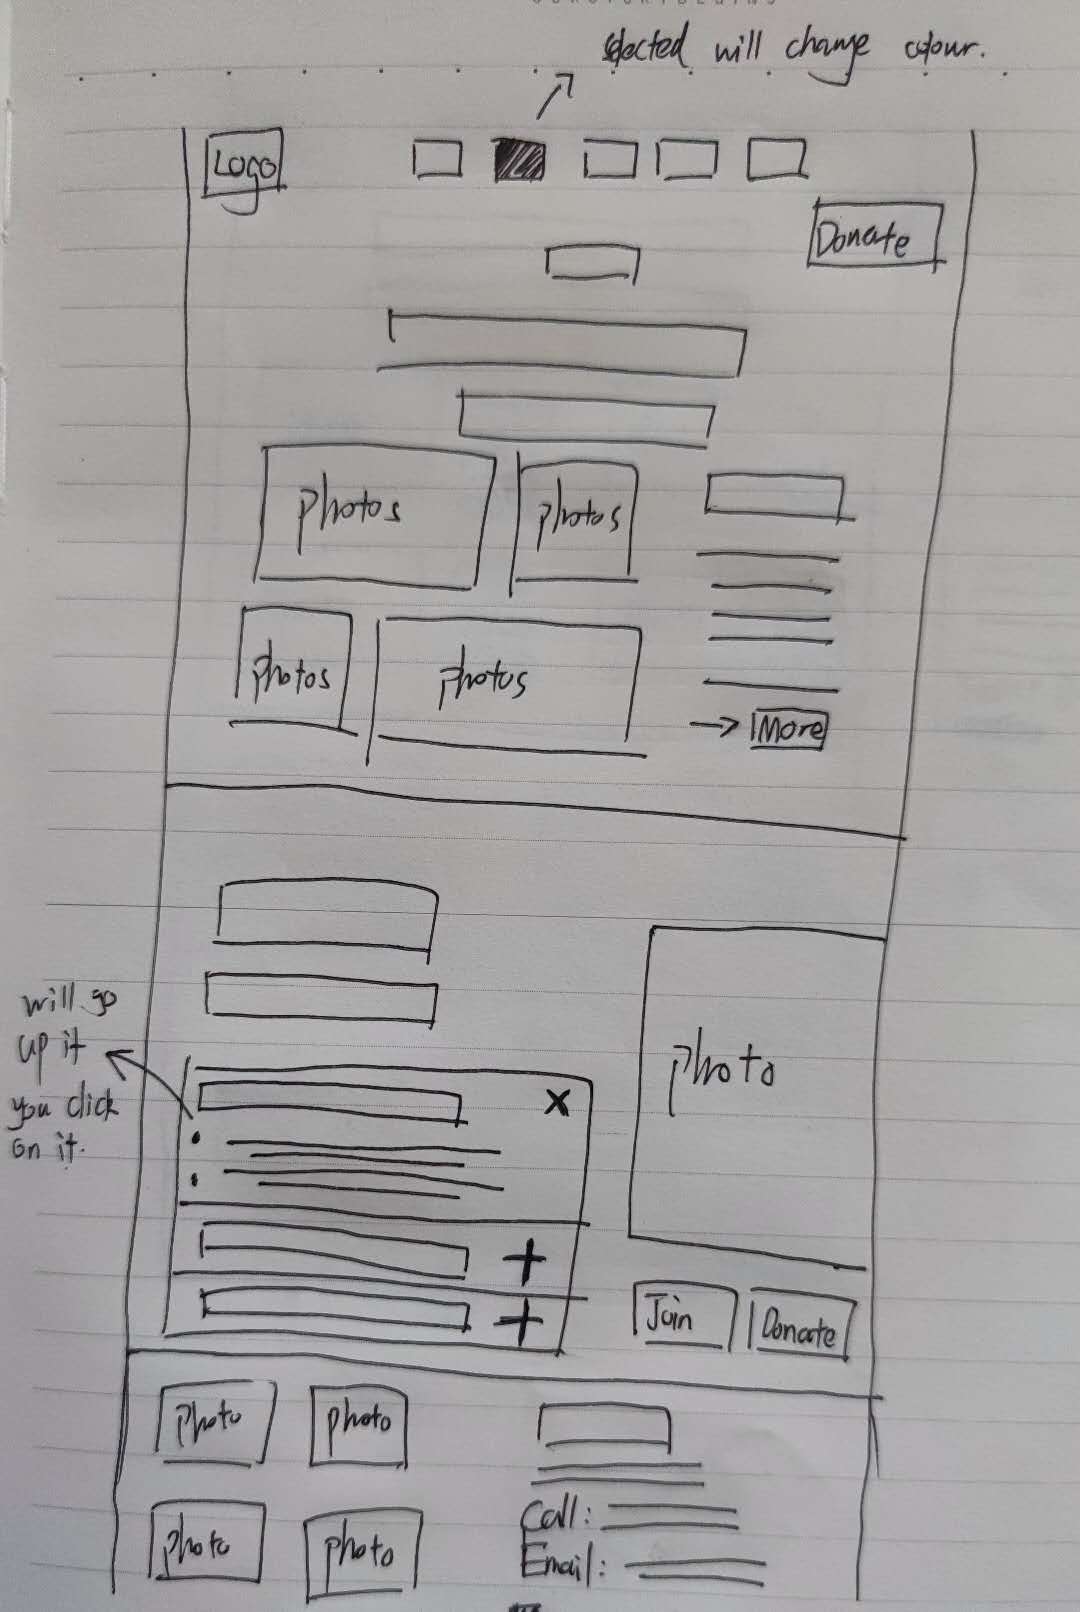 selected will change colour.
Logo
Donate
photos
photos
photos
photos
→ More
will go
up it
you click
on it.
X
photo
+
+
Join
Donate
photo
photo
Call:
photo
photo
Email: